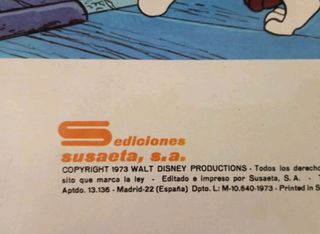 ediciones
susaeta, s.a.
COPYRIGHT 1973 WALT DISNEY PRODUCTIONS - Todos los derecho
sito que marca la ley - Editado e impreso por Susaeta, S. A. - T
Aptdo. 13.136 - Madrid-22 (España) Dpto. L: M-10.640-1973 - Printed in S